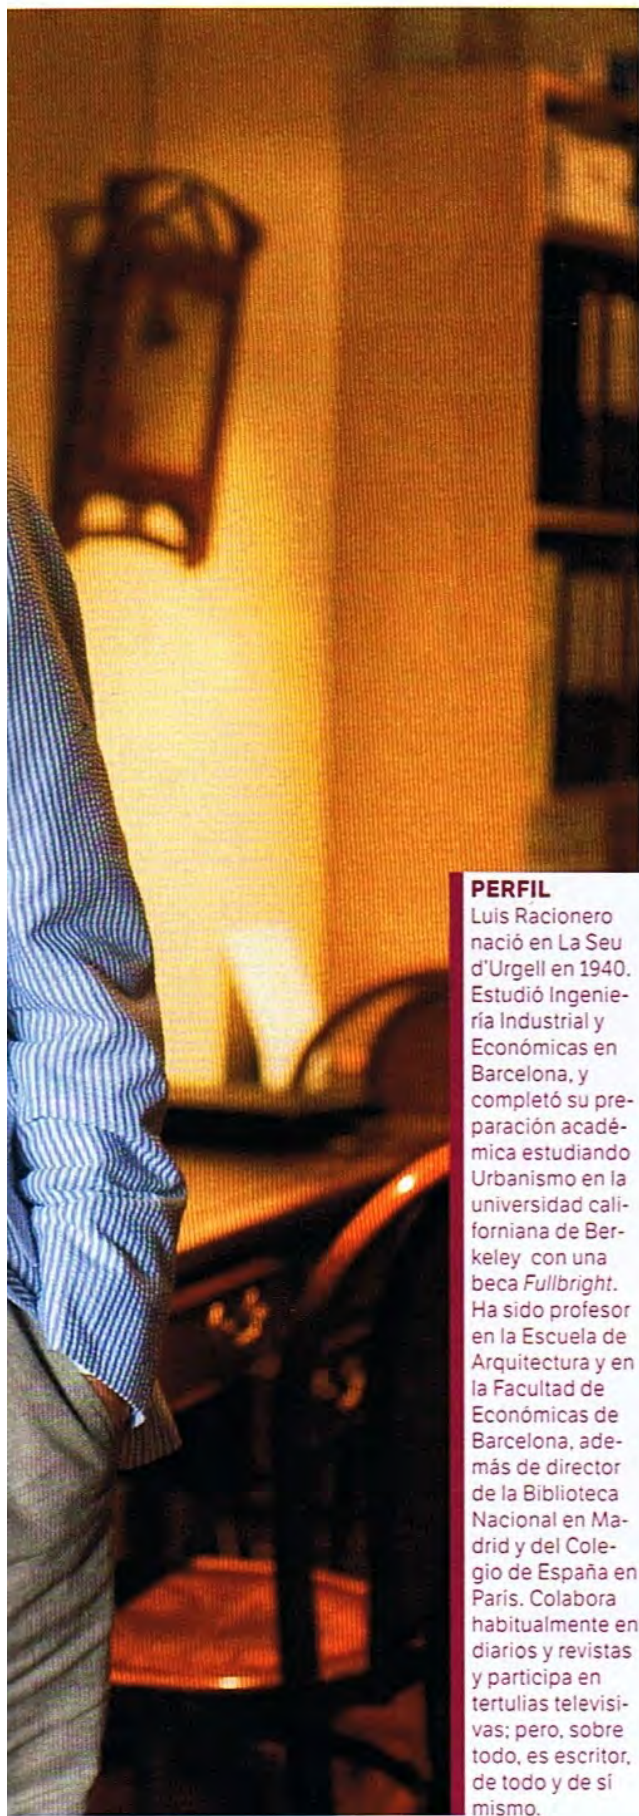 PERFIL
Luis Racionero
nació en La Seu
d'Urgell en 1940.
Estudió Ingenie-
ría Industrial y
Económicas en
Barcelona, y
completó su pre-
paración acadé-
mica estudiando
Urbanismo en la
universidad cali-
forniana de Ber-
keley con una
beca Fullbright.
Ha sido profesor
en la Escuela de
Arquitectura y en
la Facultad de
Económicas de
Barcelona, ade-
más de director
de la Biblioteca
Nacional en Ma-
drid y del Cole-
gio de España en
París. Colabora
habitualmente en
diarios y revistas
y participa en
tertulias televisi-
vas; pero, sobre
todo, es escritor,
de todo y de sí
mismo.